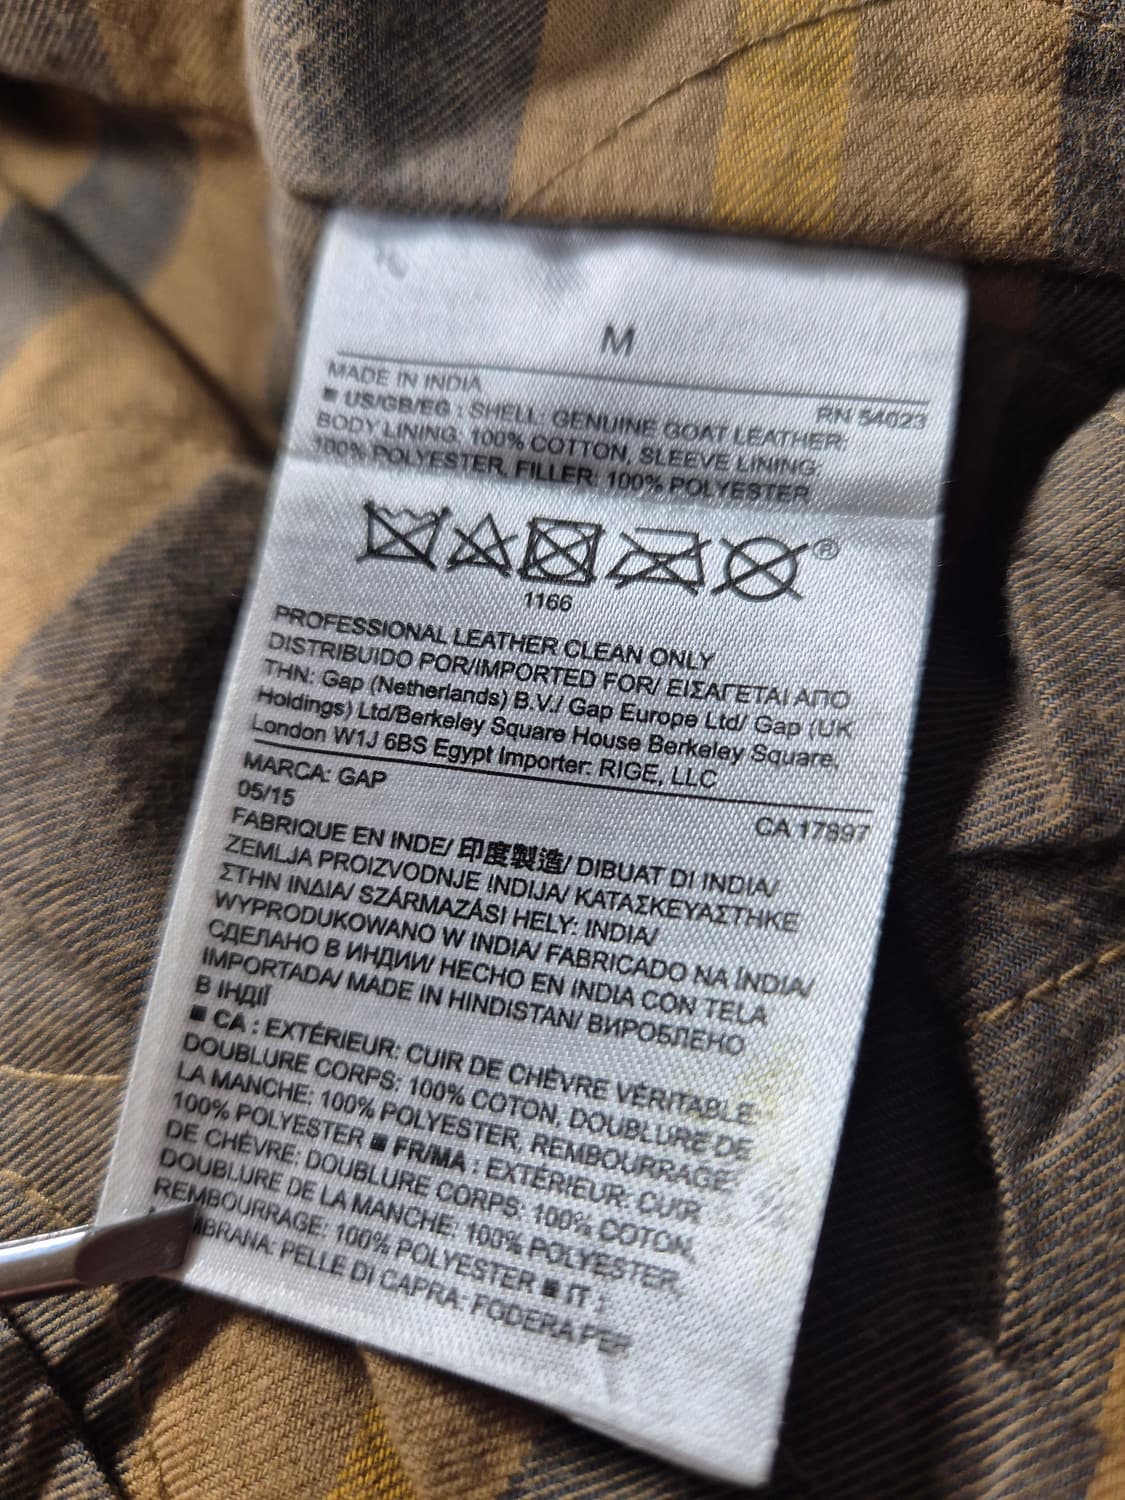 M
MADE IN INDIA
RN 54023
■ US/GB/EG : SHELL: GENUINE GOAT LEATHER:
BODY LINING: 100% COTTON, SLEEVE LINING:
100% POLYESTER, FILLER: 100% POLYESTER
®
1166
PROFESSIONAL LEATHER CLEAN ONLY
DISTRIBUIDO POR/IMPORTED FOR/ ΕΙΣΑΓΕΤΑΙ ΑΠΟ
ΤΗΝ: Gap (Netherlands) B.V./ Gap Europe Ltd/ Gap (UK
Holdings) Ltd/Berkeley Square House Berkeley Square,
London W1J 6BS Egypt Importer: RIGE, LLC
MARCA: GAP
CA 17897
05/15
FABRIQUE EN INDE/ 印度製造/ DIBUAT DI INDIA/
ZEMLJA PROIZVODNJE INDIJA/ ΚΑΤΑΣΚΕΥΑΣΤΗΚΕ
ΣΤΗΝ ΙΝΔΙΑ/ SZÁRMAZÁSI HELY: INDIA/
WYPRODUKOWANO W INDIA/ FABRICADO NA ÍNDIA/
СДЕЛАНО В ИНДИИ/ HECHO EN INDIA CON TELA
IMPORTADA/ MADE IN HINDISTAN/ ВИРОБЛЕНО
В ІНДІЇ
■ CA : EXTÉRIEUR: CUIR DE CHÈVRE VÉRITABLE:
DOUBLURE CORPS: 100% COTON, DOUBLURE DE
LA MANCHE: 100% POLYESTER, REMBOURRAGE:
100% POLYESTER ■ FR/MA : EXTÉRIEUR: CUIR
DE CHÈVRE: DOUBLURE CORPS: 100% COTON,
DOUBLURE DE LA MANCHE: 100% POLYESTER,
REMBOURRAGE: 100% POLYESTER ■ IT :
MBRANA: PELLE DI CAPRA: FODERA PER